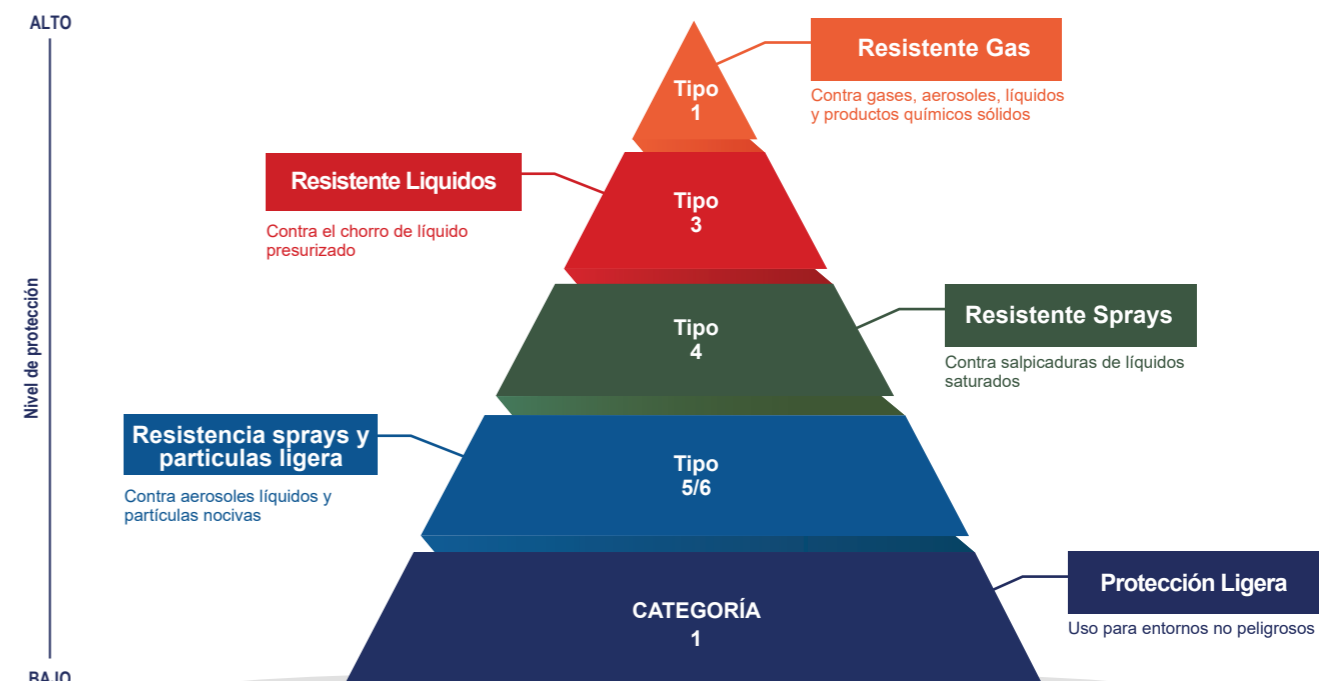 ALTO
Resistente Gas
Tipo
1
Contra gases, aerosoles, líquidos
y productos químicos sólidos
Resistente Liquidos
Contra el chorro de líquido
presurizado
Tipo
3
Nivel de protección
Tipo
4
Resistente Sprays
Contra salpicaduras de líquidos
saturados
Resistencia sprays y
particulas ligera
Contra aerosoles líquidos y
partículas nocivas
Tipo
5/6
CATEGORÍA
1
Protección Ligera
Uso para entornos no peligrosos
BAJO